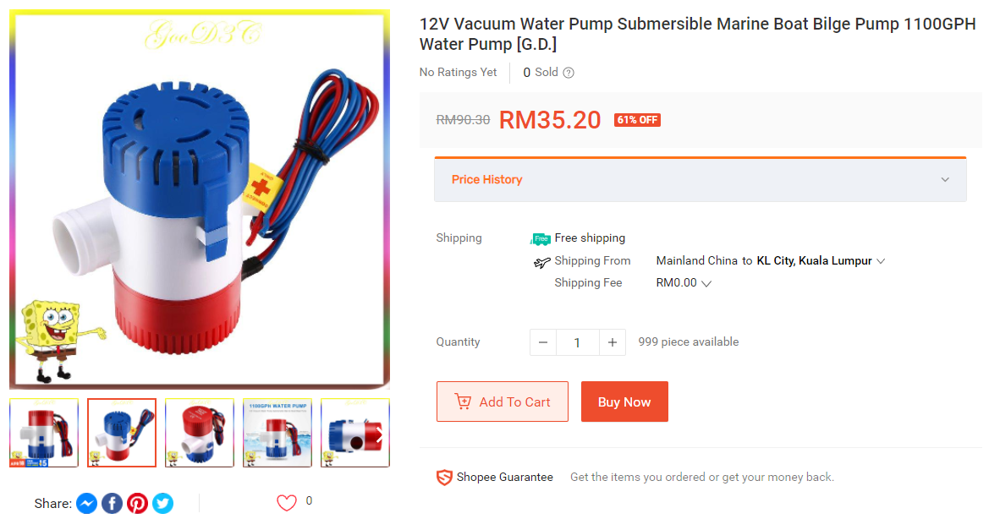 GooD3C
12V Vacuum Water Pump Submersible Marine Boat Bilge Pump 1100GPH
Water Pump [G.D.]
No Ratings Yet
0 Sold
RM90.30 RM35.20 61% OFF
Price History
Shipping
Free Free shipping
Shipping From Mainland China to KL City, Kuala Lumpur
Shipping Fee RM0.00
Quantity
− 1 + 999 piece available
1100GPH WATER PUMP
Add To Cart
Buy Now
Shopee Guarantee Get the items you ordered or get your money back.
Share:
0